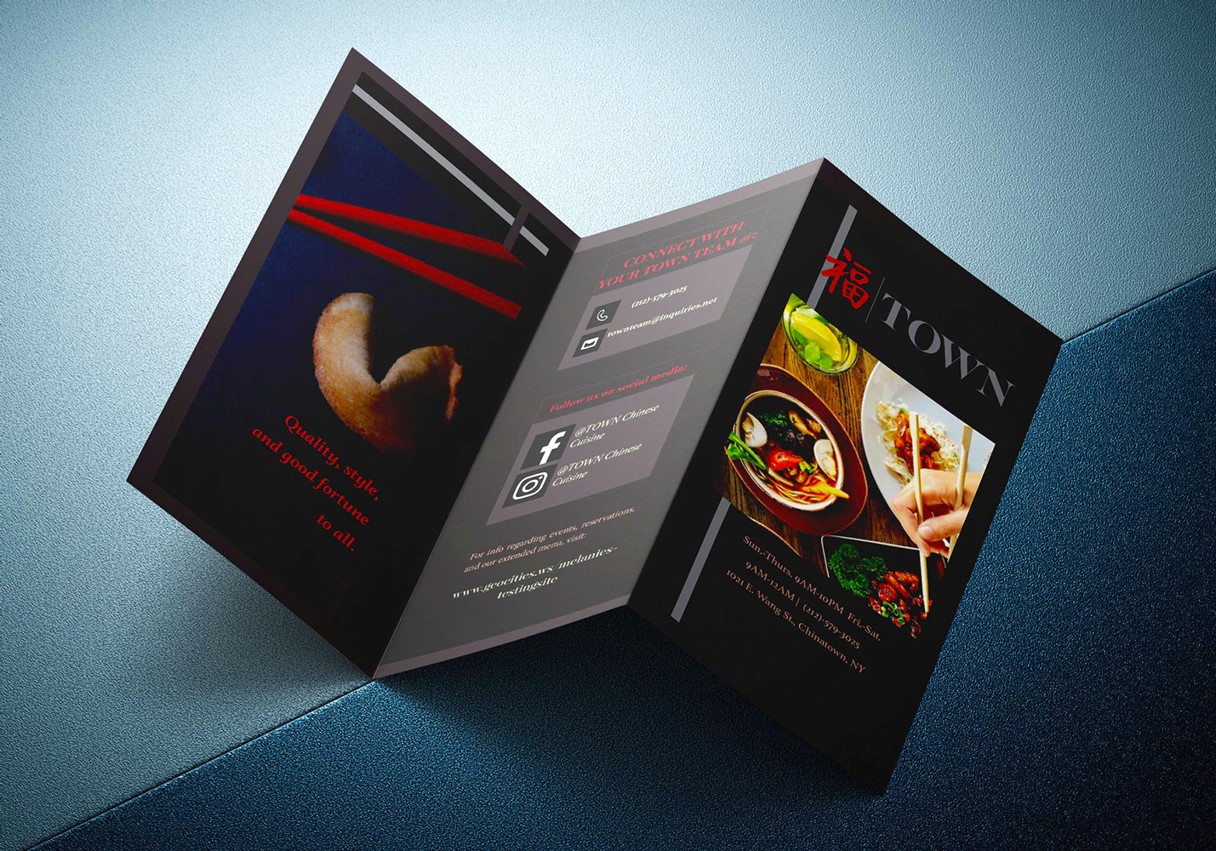 Quality, style,
and good fortune
to all.
CONNECT WITH
YOUR TOWN TEAM
(212)-579-3025
townteam@inquiries.net
Follow us on social media:
@TOWN Chinese
Cuisine
@TOWN Chinese
Cuisine
For info regarding events, reservations,
and our extended menu, visit:
www.geocities.ws/melanies-
testingsite
福
TOWN
Sun.-Thurs. 9AM-10PM Fri.-Sat.
9AM-12AM | (212)-579-3025
1021 E. Wang St., Chinatown, NY